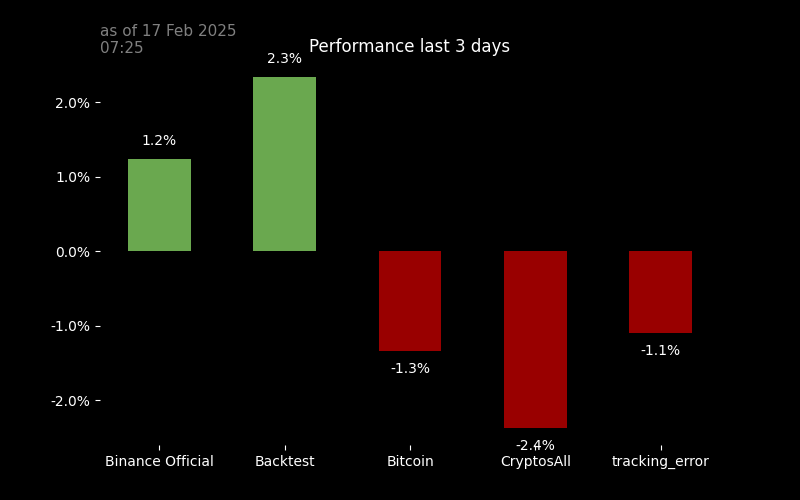 as of 17 Feb 2025
07:25
Performance last 3 days
2.3%
2.0%
1.2%
1.0%
0.0%
-1.0%
-1.3%
-1.1%
-2.0%
-2.4%
Binance Official
Backtest
Bitcoin
CryptosAll
tracking_error